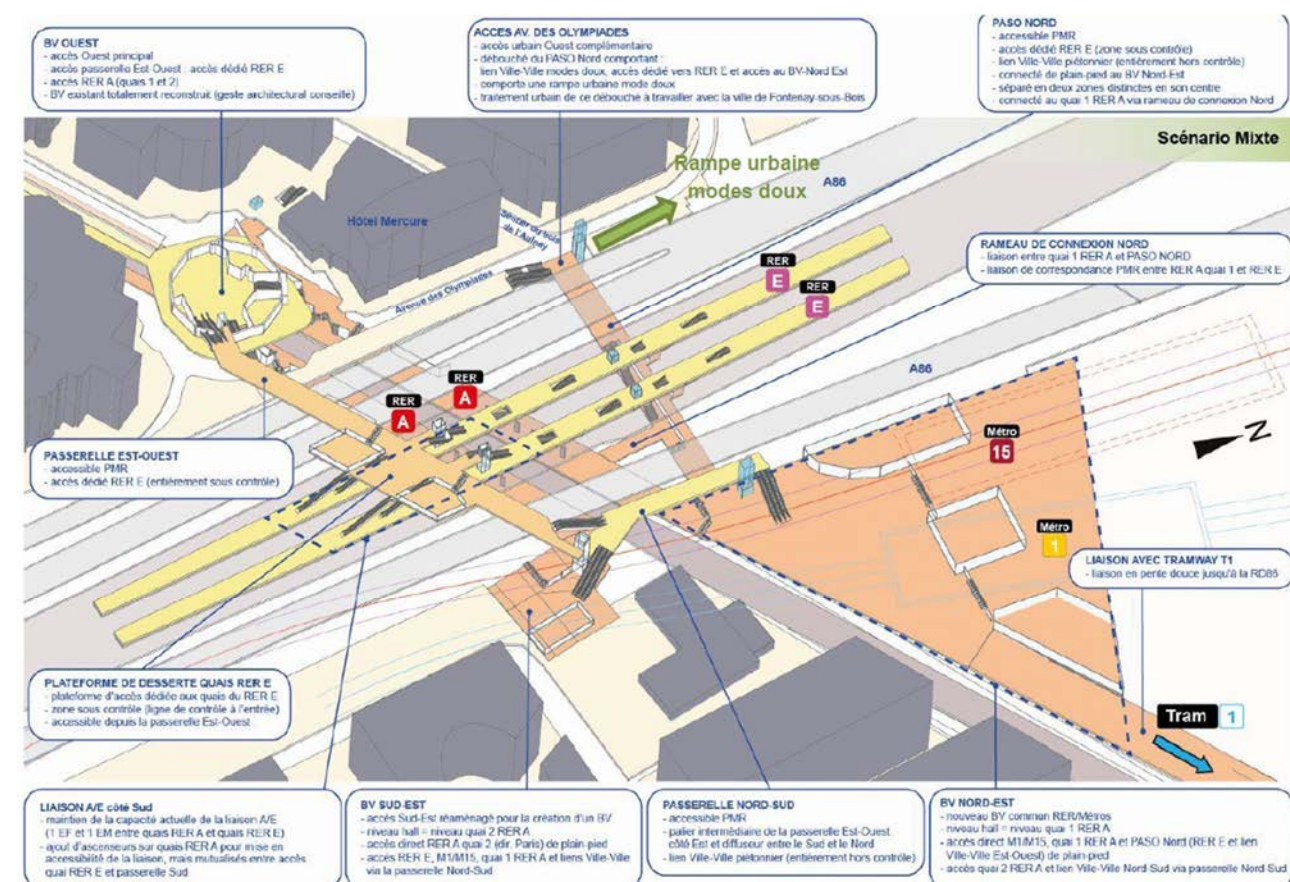 BV OUEST
- accès Ouest principal
- accès passerelle Est-Ouest : accès dédié RER E
- accès RER A (quais 1 et 2)
- BV existant totalement reconstruit (geste architectural conseillé)
ACCES AV. DES OLYMPIADES
- accès urbain Ouest complémentaire
- débouché du PASO Nord comportant :
lien Ville-Ville modes doux, accès dédié vers RER E et accès au BV-Nord Est
- comporte une rampe urbaine mode doux
- traitement urbain de ce débouché à travailler avec la ville de Fontenay-sous-Bois
PASO NORD
- accessible PMR
- accès dédié RER E (zone sous contrôle)
- lien Ville-Ville piétonnier (entièrement hors contrôle)
- connecté de plain-pied au BV Nord-Est
- séparé en deux zones distinctes en son centre
- connecté au quai 1 RER A via rameau de connexion Nord
Scénario Mixte
Rampe urbaine
modes doux
A86
Hôtel Mercure
Sentier du bois
de l'Aulnay
Avenue des Olympiades
RER
E
RER
E
RAMEAU DE CONNEXION NORD
- liaison entre quai 1 RER A et PASO NORD
- liaison de correspondance PMR entre RER A quai 1 et RER E
RER
A
RER
A
A86
Métro
15
N
Métro
1
PASSERELLE EST-OUEST
- accessible PMR
- accès dédié RER E (entièrement sous contrôle)
LIAISON AVEC TRAMWAY T1
- liaison en pente douce jusqu'à la RD86
PLATEFORME DE DESSERTE QUAIS RER E
- plateforme d'accès dédiée aux quais du RER E
- zone sous contrôle (ligne de contrôle à l'entrée)
- accessible depuis la passerelle Est-Ouest
Tram 1
LIAISON A/E côté Sud
- maintien de la capacité actuelle de la liaison A/E
(1 EF et 1 EM entre quais RER A et quais RER E)
- ajout d'ascenseurs sur quais RER A pour mise en
accessibilité de la liaison, mais mutualisés entre accès
quai RER E et passerelle Sud
BV SUD-EST
- accès Sud-Est réaménagé pour la création d'un BV
- niveau hall = niveau quai 2 RER A
- accès direct RER A quai 2 (dir. Paris) de plain-pied
- accès RER E, M1/M15, quai 1 RER A et liens Ville-Ville
via la passerelle Nord-Sud
PASSERELLE NORD-SUD
- accessible PMR
- palier intermédiaire de la passerelle Est-Ouest
côté Est et diffuseur entre le Sud et le Nord
- lien Ville-Ville piétonnier (entièrement hors contrôle)
BV NORD-EST
- nouveau BV commun RER/Métros
- niveau hall = niveau quai 1 RER A
- accès direct M1/M15, quai 1 RER A et PASO Nord (RER E et lien
Ville-Ville Est-Ouest) de plain-pied
- accès quai 2 RER A et lien Ville-Ville Nord-Sud via passerelle Nord Sud